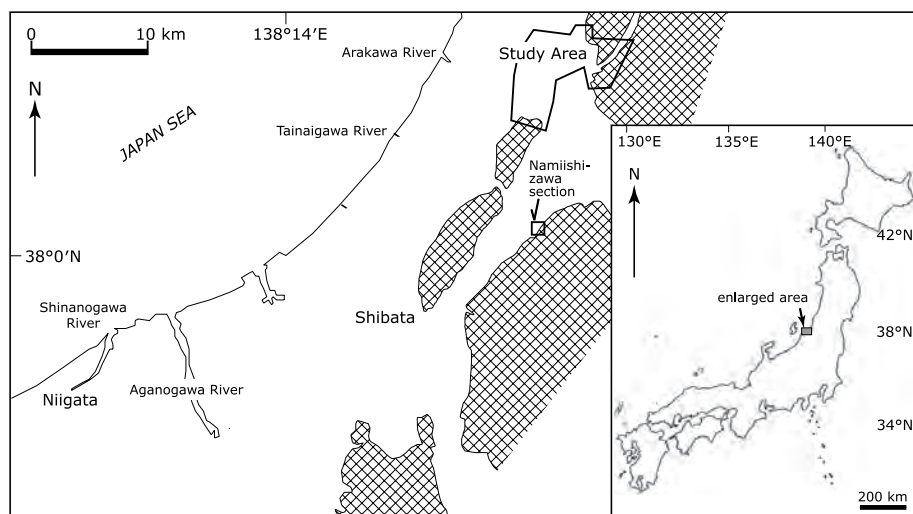 0 10 km
138°14′E
Arakawa River
Study Area
N
JAPAN SEA
Tainaigawa River
Namiishi-
zawa
section
38°0′N
Shinanogawa
River
Shibata
Aganogawa River
Niigata
130°E 135°E 140°E
N
42°N
enlarged area
38°N
34°N
200 km